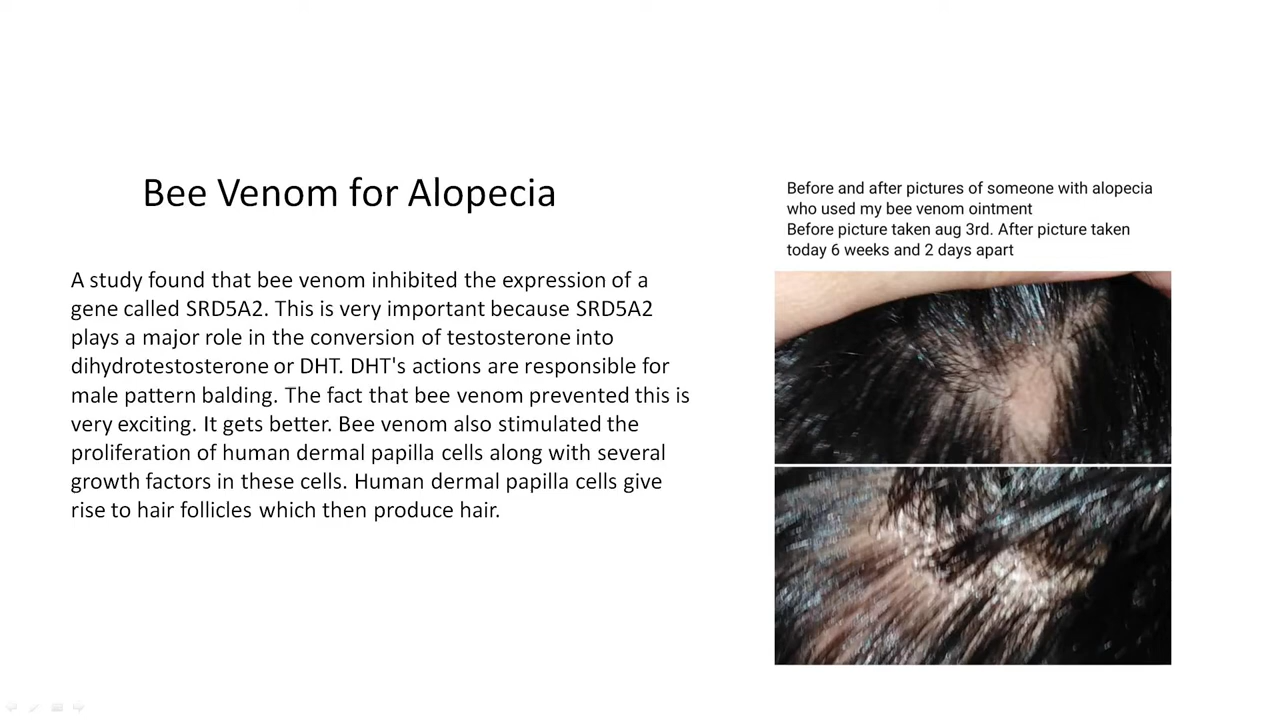 Bee Venom for Alopecia
A study found that bee venom inhibited the expression of a
gene called SRD5A2. This is very important because SRD5A2
plays a major role in the conversion of testosterone into
dihydrotestosterone or DHT. DHT's actions are responsible for
male pattern balding. The fact that bee venom prevented this is
very exciting. It gets better. Bee venom also stimulated the
proliferation of human dermal papilla cells along with several
growth factors in these cells. Human dermal papilla cells give
rise to hair follicles which then produce hair.
Before and after pictures of someone with alopecia
who used my bee venom ointment
Before picture taken aug 3rd. After picture taken
today 6 weeks and 2 days apart